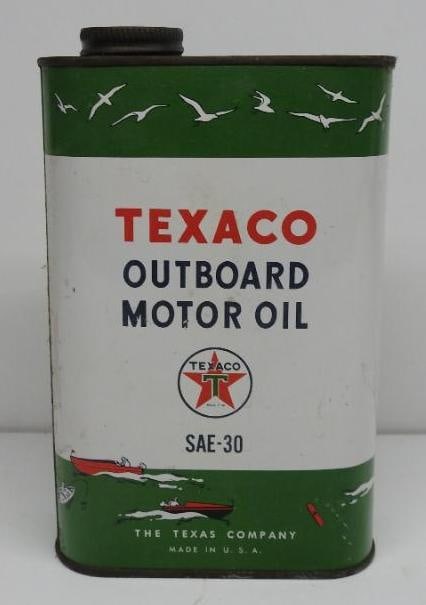 TEXACO
OUTBOARD
MOTOR OIL
TEXACO
T
SAE-30
THE TEXAS COMPANY
MADE IN U. S. A.